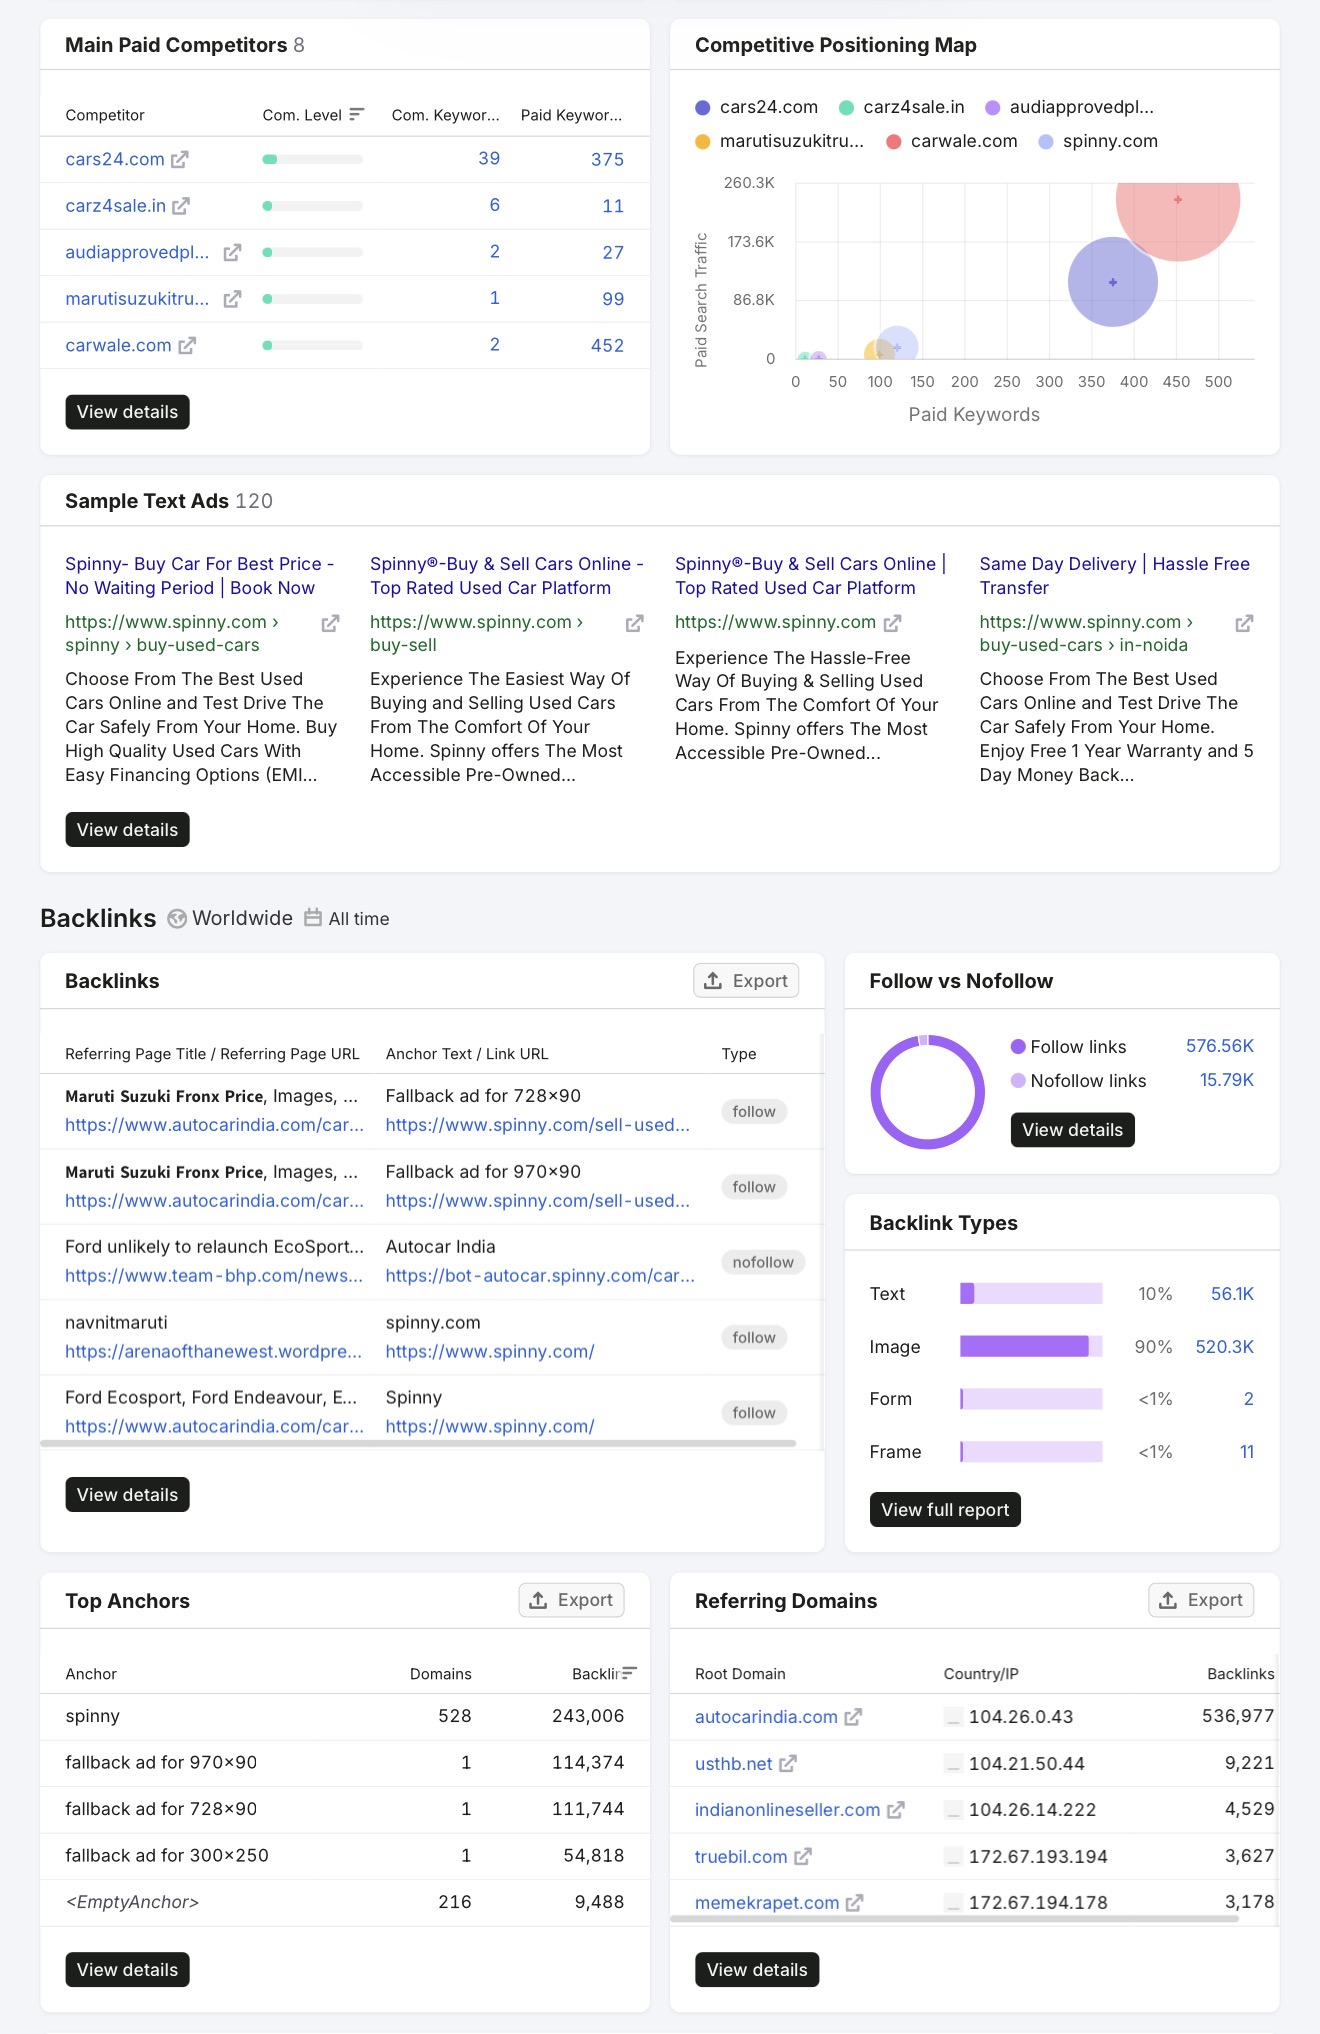 Main Paid Competitors 8
Competitor Com. Level Com. Keywor... Paid Keywor...
cars24.com 39 375
carz4sale.in 6 11
audiapprovedpl... 2 27
marutisuzukitru... 1 99
carwale.com 2 452
View details
Competitive Positioning Map
cars24.com carz4sale.in audiapprovedpl...
marutisuzukitru... carwale.com spinny.com
Paid Search Traffic
260.3K
173.6K
86.8K
0
0 50 100 150 200 250 300 350 400 450 500
Paid Keywords
Sample Text Ads 120
Spinny- Buy Car For Best Price -
No Waiting Period | Book Now
https://www.spinny.com ›
spinny › buy-used-cars
Choose From The Best Used
Cars Online and Test Drive The
Car Safely From Your Home. Buy
High Quality Used Cars With
Easy Financing Options (EMI...
Spinny®-Buy & Sell Cars Online -
Top Rated Used Car Platform
https://www.spinny.com ›
buy-sell
Experience The Easiest Way Of
Buying and Selling Used Cars
From The Comfort Of Your
Home. Spinny offers The Most
Accessible Pre-Owned...
Spinny®-Buy & Sell Cars Online |
Top Rated Used Car Platform
https://www.spinny.com
Experience The Hassle-Free
Way Of Buying & Selling Used
Cars From The Comfort Of Your
Home. Spinny offers The Most
Accessible Pre-Owned...
Same Day Delivery | Hassle Free
Transfer
https://www.spinny.com ›
buy-used-cars › in-noida
Choose From The Best Used
Cars Online and Test Drive The
Car Safely From Your Home.
Enjoy Free 1 Year Warranty and 5
Day Money Back...
View details
Backlinks Worldwide All time
Backlinks Export
Referring Page Title / Referring Page URL Anchor Text / Link URL Type
Maruti Suzuki Fronx Price, Images, ... Fallback ad for 728×90 follow
https://www.autocarindia.com/car... https://www.spinny.com/sell-used...
Maruti Suzuki Fronx Price, Images, ... Fallback ad for 970×90 follow
https://www.autocarindia.com/car... https://www.spinny.com/sell-used...
Ford unlikely to relaunch EcoSport... Autocar India nofollow
https://www.team-bhp.com/news... https://bot-autocar.spinny.com/car...
navnitmaruti spinny.com follow
https://arenaofthanewest.wordpre... https://www.spinny.com/
Ford Ecosport, Ford Endeavour, E... Spinny follow
https://www.autocarindia.com/car... https://www.spinny.com/
View details
Follow vs Nofollow
Follow links 576.56K
Nofollow links 15.79K
View details
Backlink Types
Text 10% 56.1K
Image 90% 520.3K
Form <1% 2
Frame <1% 11
View full report
Top Anchors Export
Anchor Domains Backlin
spinny 528 243,006
fallback ad for 970×90 1 114,374
fallback ad for 728×90 1 111,744
fallback ad for 300×250 1 54,818
<EmptyAnchor> 216 9,488
View details
Referring Domains Export
Root Domain Country/IP Backlinks
autocarindia.com 104.26.0.43 536,977
usthb.net 104.21.50.44 9,221
indianonlineseller.com 104.26.14.222 4,529
truebil.com 172.67.193.194 3,627
memekrapet.com 172.67.194.178 3,178
View details